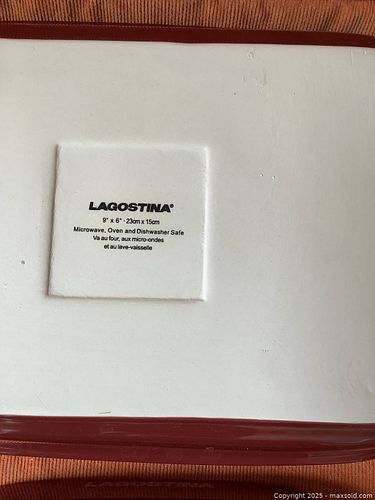 LAGOSTINA®
9" x 6" · 23cm x 15cm
Microwave, Oven and Dishwasher Safe
Va au four, aux micro-ondes
et au lave-vaisselle
LAGOSTINA
Copyright 2025 - maxsold.com